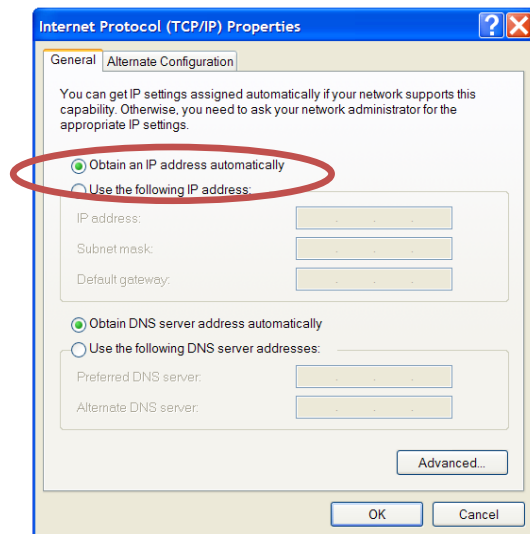 Internet Protocol (TCP/IP) Properties
General
Alternate Configuration
You can get IP settings assigned automatically if your network supports this
capability. Otherwise, you need to ask your network administrator for the
appropriate IP settings.
Obtain an IP address automatically
Use the following IP address:
IP address:
Subnet mask:
Default gateway:
Obtain DNS server address automatically
Use the following DNS server addresses:
Preferred DNS server:
Alternate DNS server:
Advanced...
OK
Cancel